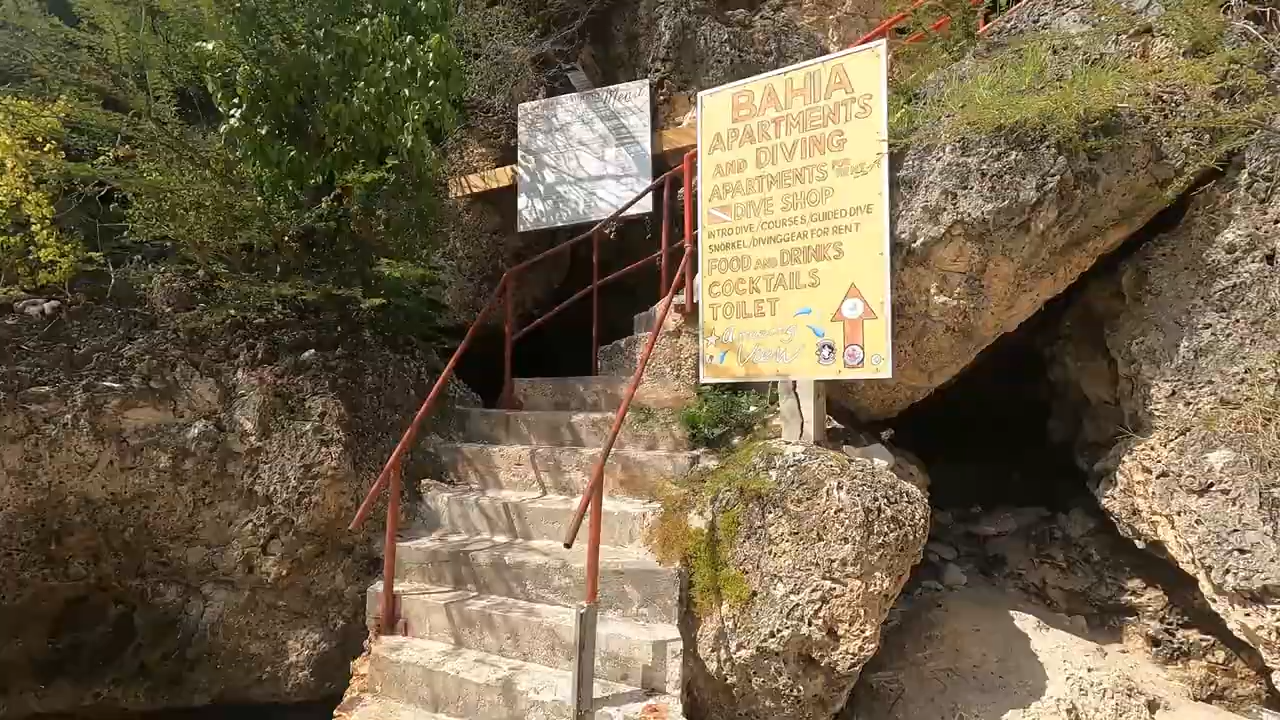 Menu
BAHIA
APARTMENTS
AND DIVING
APARTMENTS FOR RENT
DIVE SHOP
INTRO DIVE/COURSES/GUIDED DIVE
SNORKEL/DIVINGGEAR FOR RENT
FOOD AND DRINKS
COCKTAILS
TOILET
Amazing
View